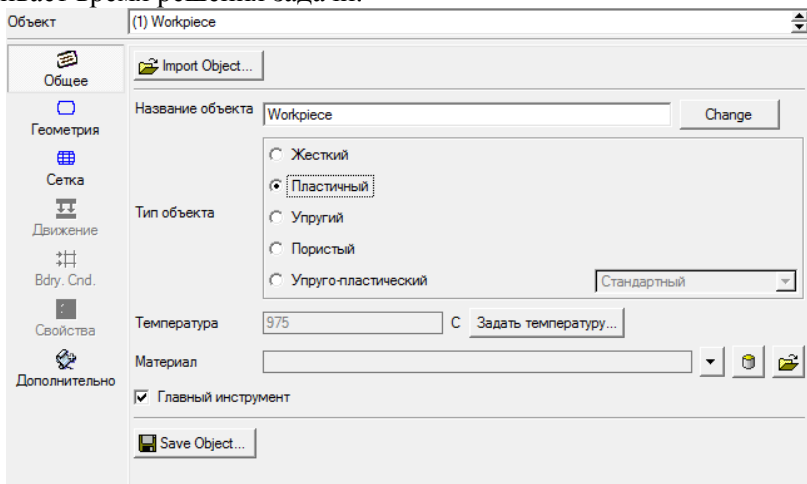 Объект
(1) Workpiece
Общее
Import Object...
Геометрия
Название объекта
Workpiece
Change
Сетка
Тип объекта
Жесткий
Пластичный
Упругий
Пористый
Упруго-пластический
Стандартный
Движение
Bdry. Cnd.
Свойства
Температура
975
C
Задать температуру...
Дополнительно
Материал
Главный инструмент
Save Object...